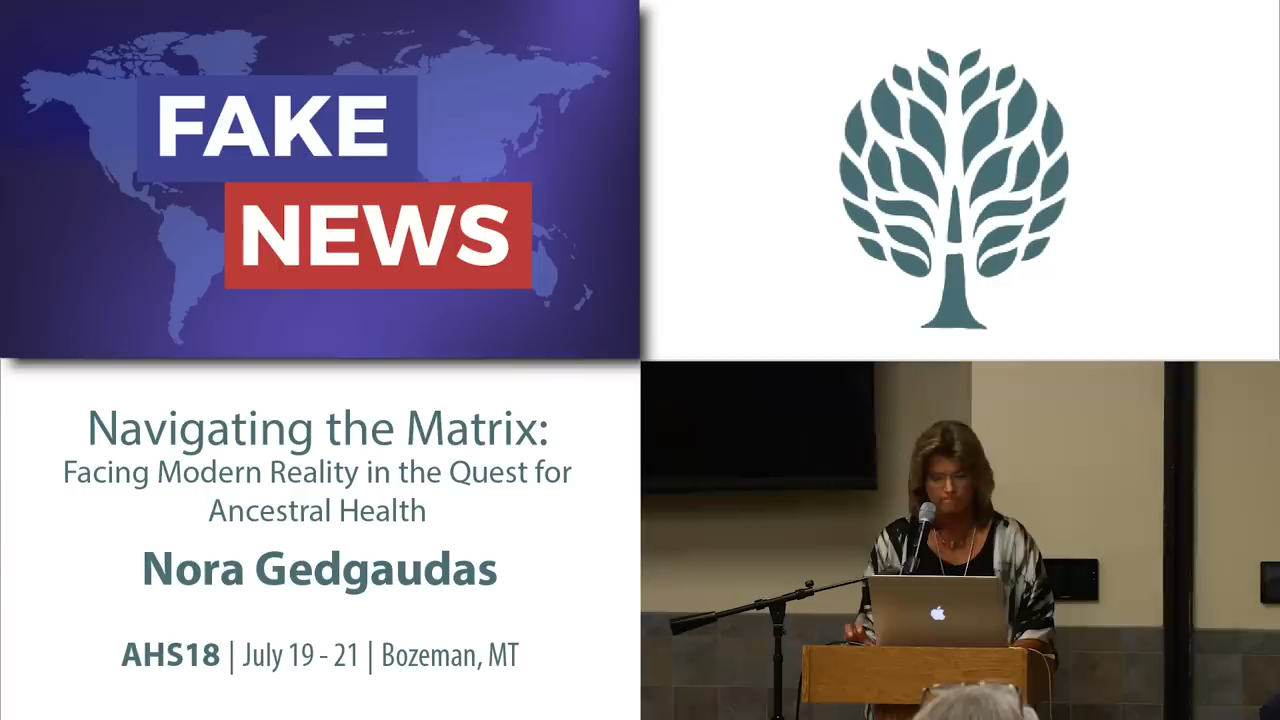 FAKE
NEWS
Navigating the Matrix:
Facing Modern Reality in the Quest for
Ancestral Health
Nora Gedgaudas
AHS18 | July 19 - 21 | Bozeman, MT